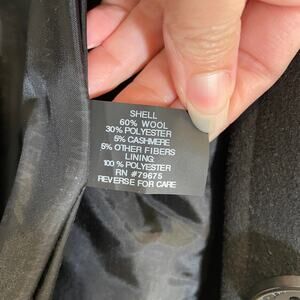 SHELL
60% WOOL
30% POLYESTER
5% CASHMERE
5% OTHER FIBERS
LINING:
100% POLYESTER
RN #79675
REVERSE FOR CARE